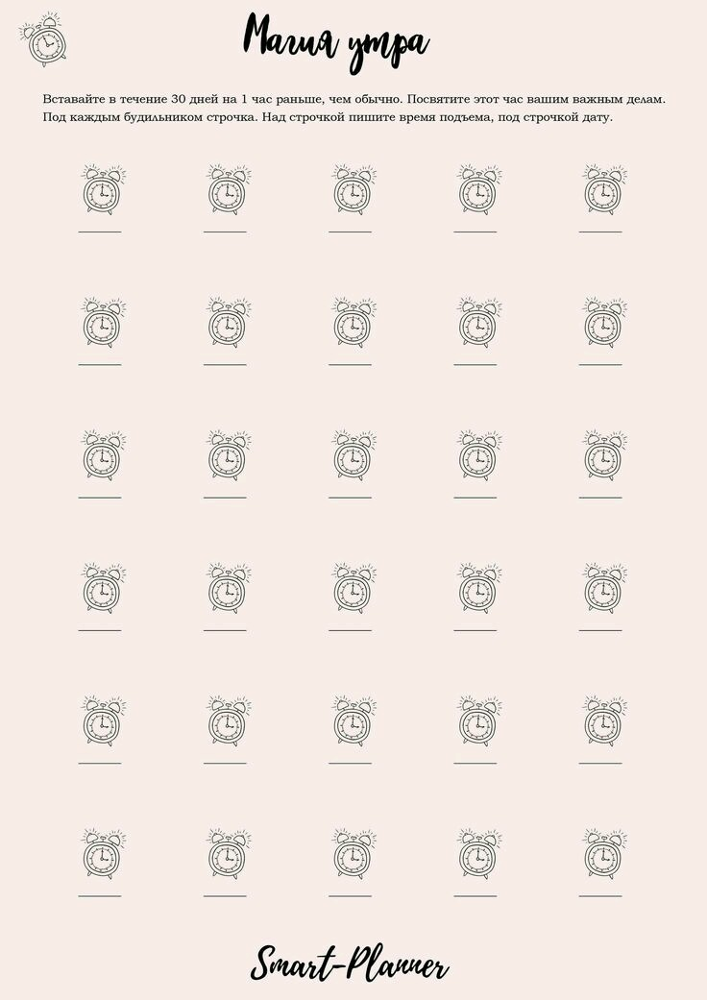 Магия утра
Вставайте в течение 30 дней на 1 час раньше, чем обычно. Посвятите этот час вашим важным делам.
Под каждым будильником строчка. Над строчкой пишите время подъема, под строчкой дату.
Smart-Planner